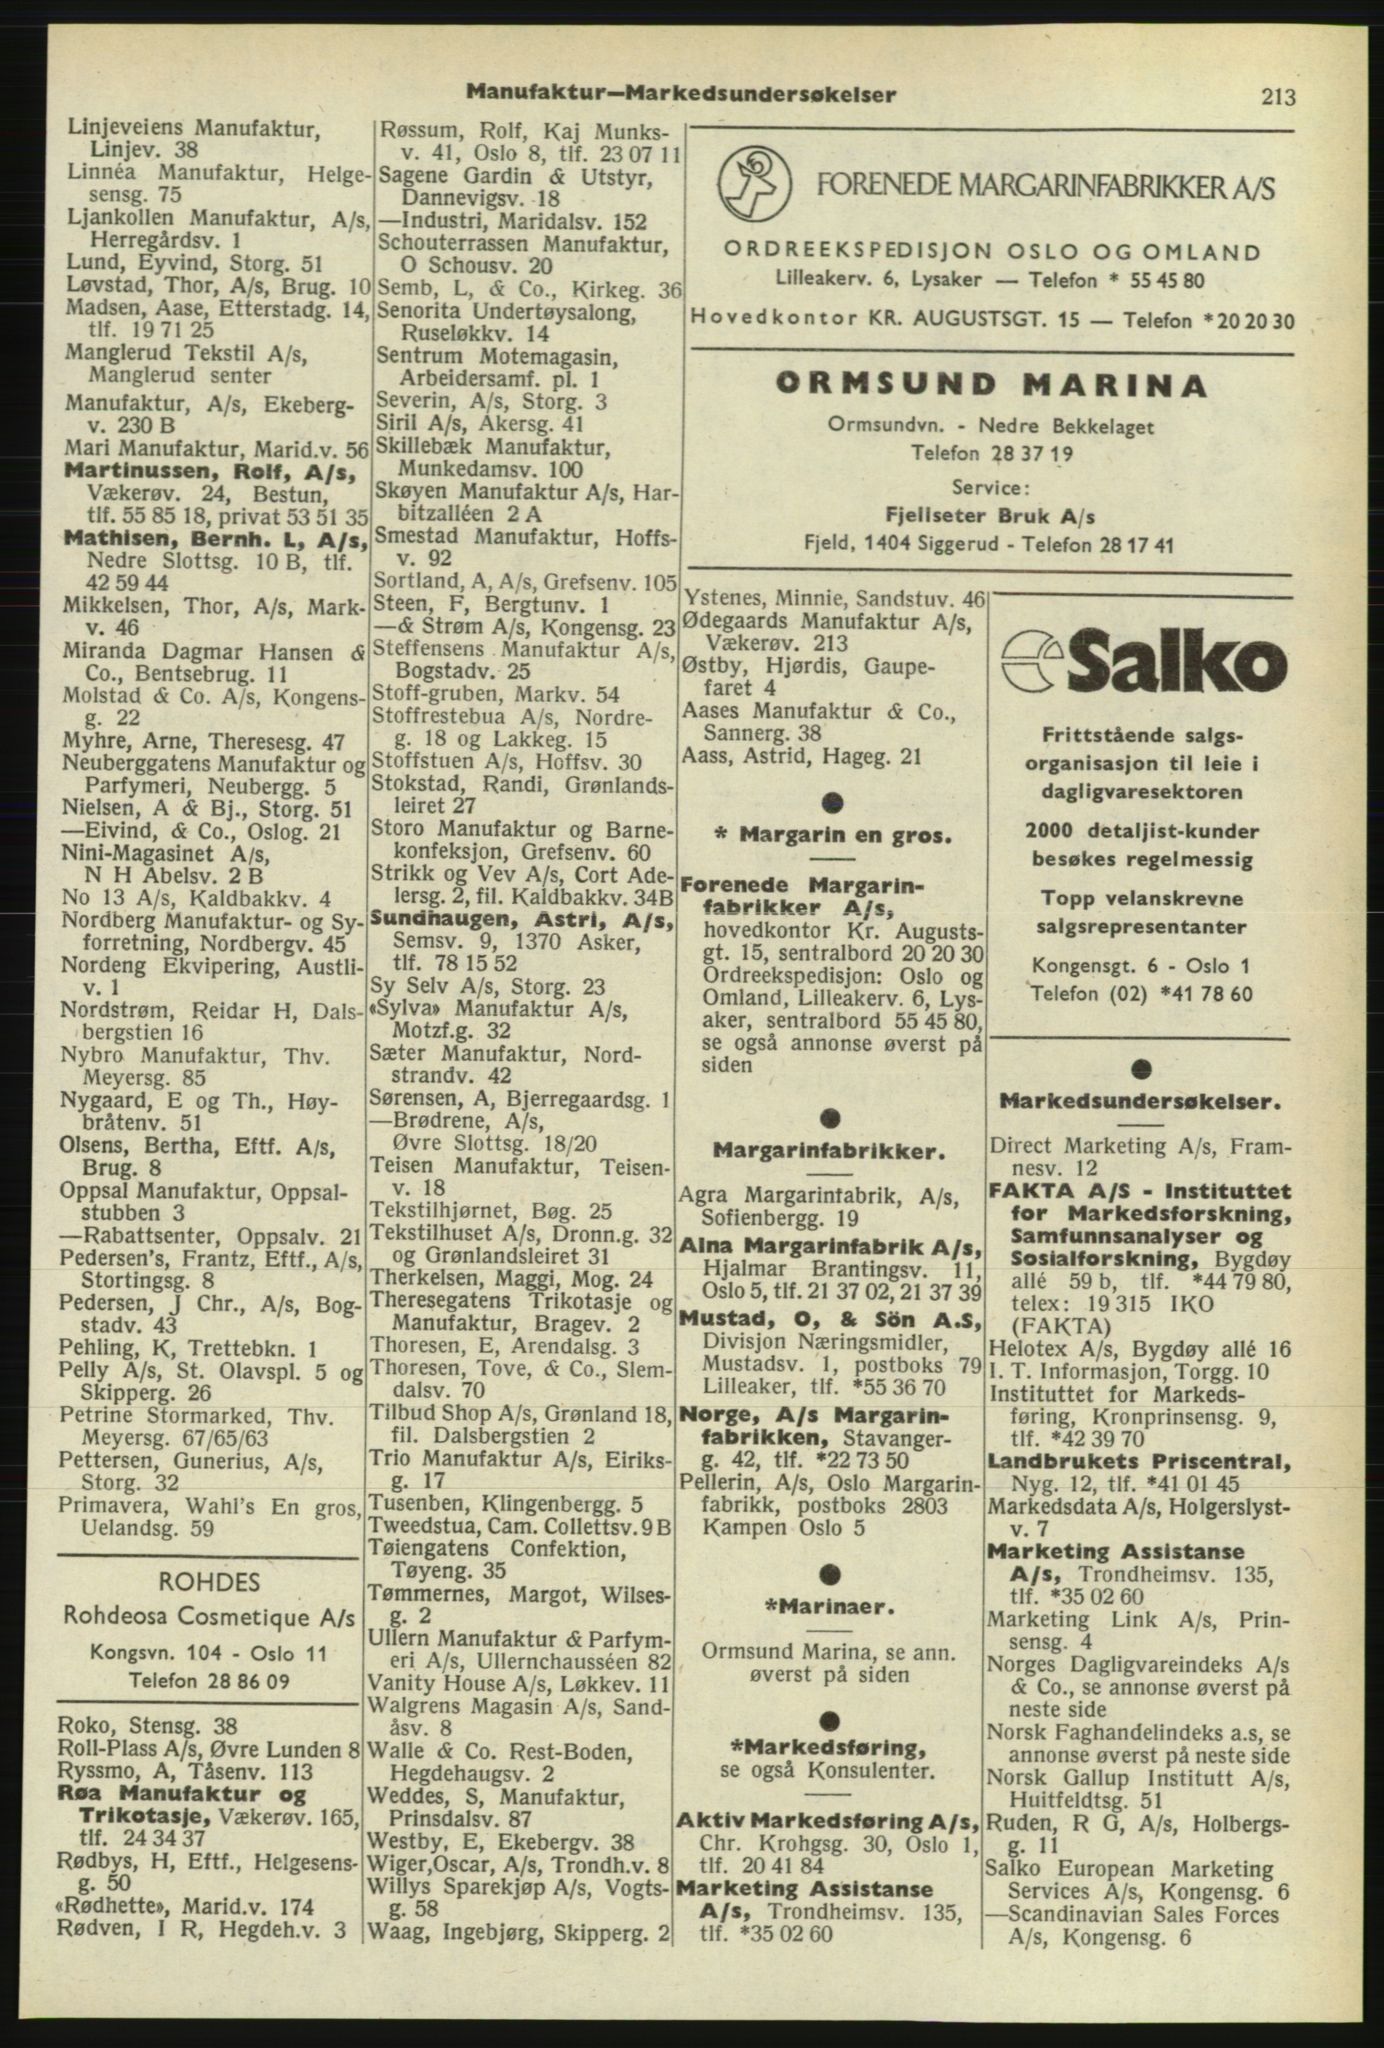 Manufaktur—Markedsundersøkelser
213
Linjeveiens Manufaktur,
Linjev. 38
Linnéa Manufaktur, Helge-
sensg. 75
Ljankollen Manufaktur, A/s,
Herregårdsv. 1
Lund, Eyvind, Storg. 51
Løvstad, Thor, A/s, Brug. 10
Madsen, Aase, Etterstadg. 14,
tlf. 19 71 25
Manglerud Tekstil A/s,
Manglerud senter
Manufaktur, A/s, Ekeberg-
v. 230 B
Mari Manufaktur, Marid.v. 56
Martinussen, Rolf, A/s,
Vækerøv. 24, Bestun,
tlf. 55 85 18, privat 53 51 35
Mathisen, Bernh. L, A/s,
Nedre Slottsg. 10 B, tlf.
42 59 44
Mikkelsen, Thor, A/s, Mark-
v. 46
Miranda Dagmar Hansen &
Co., Bentsebrug. 11
Molstad & Co. A/s, Kongens-
g. 22
Myhre, Arne, Theresesg. 47
Neuberggatens Manufaktur og
Parfymeri, Neubergg. 5
Nielsen, A & Bj., Storg. 51
—Eivind, & Co., Oslog. 21
Nini-Magasinet A/s,
N H Abelsv. 2 B
No 13 A/s, Kaldbakkv. 4
Nordberg Manufaktur- og Sy-
forretning, Nordbergv. 45
Nordeng Ekvipering, Austli-
v. 1
Nordstrøm, Reidar H, Dals-
bergstien 16
Nybro Manufaktur, Thv.
Meyersg. 85
Nygaard, E og Th., Høy-
bråtenv. 51
Olsens, Bertha, Eftf. A/s,
Brug. 8
Oppsal Manufaktur, Oppsal-
stubben 3
—Rabattsenter, Oppsalv. 21
Pedersen's, Frantz, Eftf., A/s,
Stortingsg. 8
Pedersen, J Chr., A/s, Bog-
stadv. 43
Pehling, K, Trettebkn. 1
Pelly A/s, St. Olavspl. 5 og
Skipperg. 26
Petrine Stormarked, Thv.
Meyersg. 67/65/63
Pettersen, Gunerius, A/s,
Storg. 32
Primavera, Wahl's En gros,
Uelandsg. 59
ROHDES
Rohdeosa Cosmetique A/s
Kongsvn. 104 - Oslo 11
Telefon 28 86 09
Roko, Stensg. 38
Roll-Plass A/s, Øvre Lunden 8
Ryssmo, A, Tåsenv. 113
Røa Manufaktur og
Trikotasje, Vækerøv. 165,
tlf. 24 34 37
Rødbys, H, Eftf., Helgesens-
g. 50
«Rødhette», Marid.v. 174
Rødven, I R, Hegdeh.v. 3
Røssum, Rolf, Kaj Munks-
v. 41, Oslo 8, tlf. 23 07 11
Sagene Gardin & Utstyr,
Dannevigsv. 18
—Industri, Maridalsv. 152
Schouterrassen Manufaktur,
O Schousv. 20
Semb, L, & Co., Kirkeg. 36
Senorita Undertøysalong,
Ruseløkkv. 14
Sentrum Motemagasin,
Arbeidersamf. pl. 1
Severin, A/s, Storg. 3
Siril A/s, Akersg. 41
Skillebæk Manufaktur,
Munkedamsv. 100
Skøyen Manufaktur A/s, Har-
bitzalléen 2 A
Smestad Manufaktur, Hoffs-
v. 92
Sortland, A, A/s, Grefsenv. 105
Steen, F, Bergtunv. 1
—& Strøm A/s, Kongensg. 23
Steffensens Manufaktur A/s,
Bogstadv. 25
Stoff-gruben, Markv. 54
Stoffrestebua A/s, Nordre-
g. 18 og Lakkeg. 15
Stoffstuen A/s, Hoffsv. 30
Stokstad, Randi, Grønlands-
leiret 27
Storo Manufaktur og Barne-
konfeksjon, Grefsenv. 60
Strikk og Vev A/s, Cort Ade-
lersg. 2, fil. Kaldbakkv. 34B
Sundhaugen, Astri, A/s,
Semsv. 9, 1370 Asker,
tlf. 78 15 52
Sy Selv A/s, Storg. 23
«Sylva» Manufaktur A/s,
Motzf.g. 32
Sæter Manufaktur, Nord-
strandv. 42
Sørensen, A, Bjerregaardsg. 1
—Brødrene, A/s,
Øvre Slottsg. 18/20
Teisen Manufaktur, Teisen-
v. 18
Tekstilhjørnet, Bøg. 25
Tekstilhuset A/s, Dronn.g. 32
og Grønlandsleiret 31
Therkelsen, Maggi, Mog. 24
Theresegatens Trikotasje og
Manufaktur, Bragev. 2
Thoresen, E, Arendalsg. 3
Thoresen, Tove, & Co., Slem-
dalsv. 70
Tilbud Shop A/s, Grønland 18,
fil. Dalsbergstien 2
Trio Manufaktur A/s, Eiriks-
g. 17
Tusenben, Klingenbergg. 5
Tweedstua, Cam. Collettsv. 9 B
Tøiengatens Confektion,
Tøyeng. 35
Tømmernes, Margot, Wilses-
g. 2
Ullern Manufaktur & Parfym-
eri A/s, Ullernchausséen 82
Vanity House A/s, Løkkev. 11
Walgrens Magasin A/s, Sand-
åsv. 8
Walle & Co. Rest-Boden,
Hegdehaugsv. 2
Weddes, S, Manufaktur,
Prinsdalsv. 87
Westby, E, Ekebergv. 38
Wiger,Oscar, A/s, Trondh.v. 8
Willys Sparekjøp A/s, Vogts-
g. 58
Waag, Ingebjørg, Skipperg. 2
FORENEDE MARGARINFABRIKKER A/S
ORDREEKSPEDISJON OSLO OG OMLAND
Lilleakerv. 6, Lysaker — Telefon * 55 45 80
Hovedkontor KR. AUGUSTSGT. 15 — Telefon *20 20 30
ORMSUND MARINA
Ormsundvn. - Nedre Bekkelaget
Telefon 28 37 19
Service:
Fjellseter Bruk A/s
Fjeld, 1404 Siggerud - Telefon 28 17 41
Ystenes, Minnie, Sandstuv. 46
Ødegaards Manufaktur A/s,
Vækerøv. 213
Østby, Hjørdis, Gaupe-
faret 4
Aases Manufaktur & Co.,
Sannerg. 38
Aass, Astrid, Hageg. 21
* Margarin en gros.
Forenede Margarin-
fabrikker A/s,
hovedkontor Kr. Augusts-
gt. 15, sentralbord 20 20 30
Ordreekspedisjon: Oslo og
Omland, Lilleakerv. 6, Lys-
aker, sentralbord 55 45 80,
se også annonse øverst på
siden
Margarinfabrikker.
Agra Margarinfabrik, A/s,
Sofienbergg. 19
Alna Margarinfabrik A/s,
Hjalmar Brantingsv. 11,
Oslo 5, tlf. 21 37 02, 21 37 39
Mustad, O, & Sön A.S,
Divisjon Næringsmidler,
Mustadsv. 1, postboks 79
Lilleaker, tlf. *55 36 70
Norge, A/s Margarin-
fabrikken, Stavanger-
g. 42, tlf. *22 73 50
Pellerin, A/s, Oslo Margarin-
fabrikk, postboks 2803
Kampen Oslo 5
*Marinaer.
Ormsund Marina, se ann.
øverst på siden
*Markedsføring,
se også Konsulenter.
Aktiv Markedsføring A/s,
Chr. Krohgsg. 30, Oslo 1,
tlf. 20 41 84
Marketing Assistanse
A/s, Trondheimsv. 135,
tlf. *35 02 60
Salko
Frittstående salgs-
organisasjon til leie i
dagligvaresektoren
2000 detaljist-kunder
besøkes regelmessig
Topp velanskrevne
salgsrepresentanter
Kongensgt. 6 - Oslo 1
Telefon (02) *41 78 60
Markedsundersøkelser.
Direct Marketing A/s, Fram-
nesv. 12
FAKTA A/S - Instituttet
for Markedsforskning,
Samfunnsanalyser og
Sosialforskning, Bygdøy
allé 59 b, tlf. *44 79 80,
telex: 19 315 IKO
(FAKTA)
Helotex A/s, Bygdøy allé 16
I. T. Informasjon, Torgg. 10
Instituttet for Markeds-
føring, Kronprinsensg. 9,
tlf. *42 39 70
Landbrukets Priscentral,
Nyg. 12, tlf. *41 01 45
Markedsdata A/s, Holgerslyst-
v. 7
Marketing Assistanse
A/s, Trondheimsv. 135,
tlf. *35 02 60
Marketing Link A/s, Prin-
sensg. 4
Norges Dagligvareindeks A/s
& Co., se annonse øverst på
neste side
Norsk Faghandelindeks a.s, se
annonse øverst på neste side
Norsk Gallup Institutt A/s,
Huitfeldtsg. 51
Ruden, R G, A/s, Holbergs-
g. 11
Salko European Marketing
Services A/s, Kongensg. 6
—Scandinavian Sales Forces
A/s, Kongensg. 6